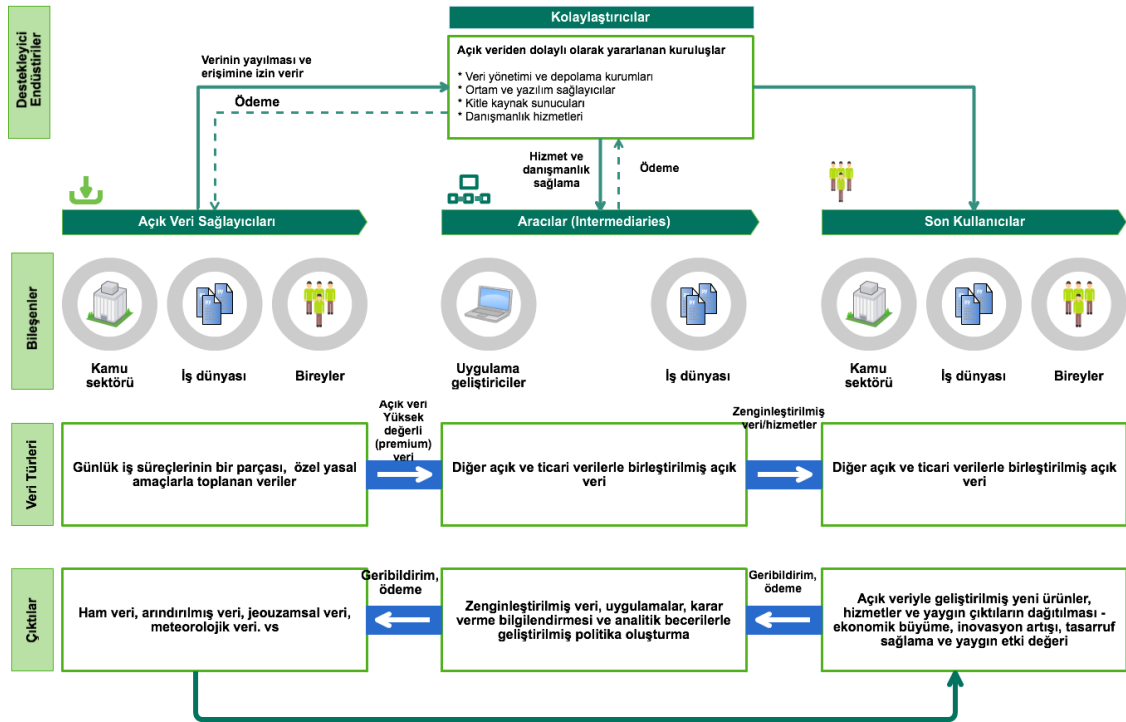 Kolaylaştırıcılar
Destekleyici
Endüstiriler
Açık veriden dolaylı olarak yararlanan kuruluşlar
* Veri yönetimi ve depolama kurumları
* Ortam ve yazılım sağlayıcılar
* Kitle kaynak sunucuları
* Danışmanlık hizmetleri
Verinin yayılması ve
erişimine izin verir
Ödeme
Hizmet ve
danışmanlık
sağlama
Ödeme
Açık Veri Sağlayıcıları
Aracılar (Intermediaries)
Son Kullanıcılar
Bileşenler
Kamu
sektörü
İş dünyası
Bireyler
Uygulama
geliştiriciler
İş dünyası
Kamu
sektörü
İş dünyası
Bireyler
Veri Türleri
Günlük iş süreçlerinin bir parçası, özel yasal
amaçlarla toplanan veriler
Açık veri
Yüksek
değerli
(premium)
veri
Diğer açık ve ticari verilerle birleştirilmiş açık
veri
Zenginleştirilmiş
veri/hizmetler
Diğer açık ve ticari verilerle birleştirilmiş açık
veri
Çıktılar
Ham veri, arındırılmış veri, jeouzamsal veri,
meteorolojik veri. vs
Geribildirim,
ödeme
Zenginleştirilmiş veri, uygulamalar, karar
verme bilgilendirmesi ve analitik becerilerle
geliştirilmiş politika oluşturma
Geribildirim,
ödeme
Açık veriyle geliştirilmiş yeni ürünler,
hizmetler ve yaygın çıktıların dağıtılması -
ekonomik büyüme, inovasyon artışı, tasarruf
sağlama ve yaygın etki değeri